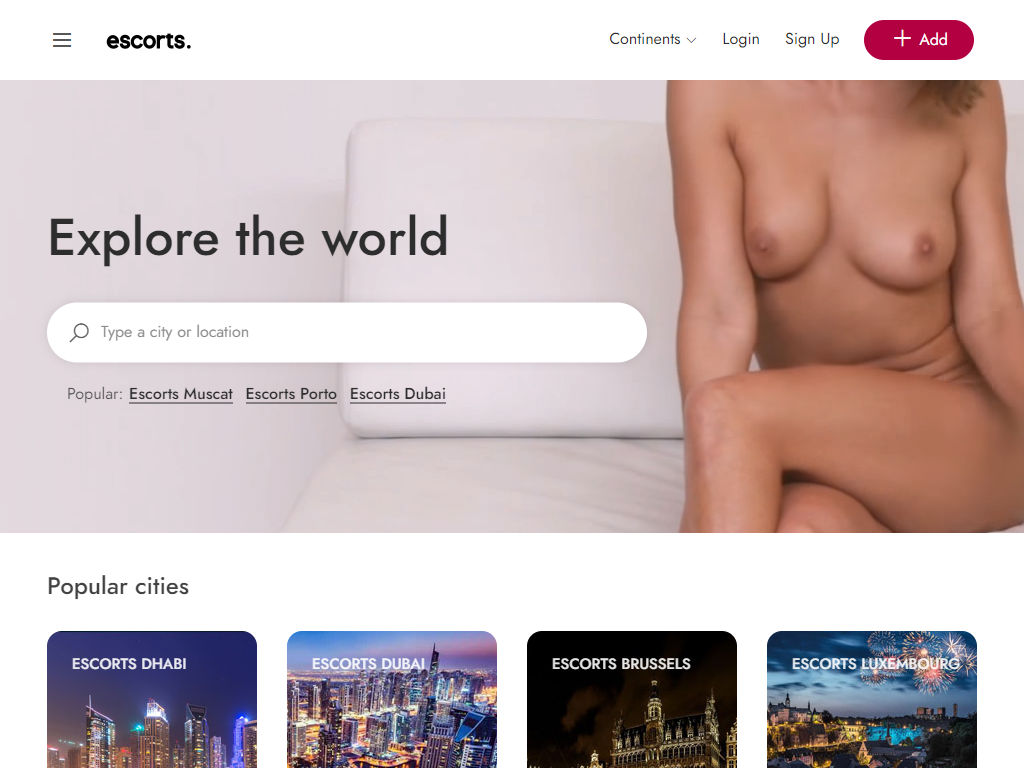 escorts.
Continents
Login
Sign Up
Add
Explore the world
Type a city or location
Popular: Escorts Muscat Escorts Porto Escorts Dubai
Popular cities
ESCORTS DHABI
ESCORTS DUBAI
ESCORTS BRUSSELS
ESCORTS LUXEMBOURG